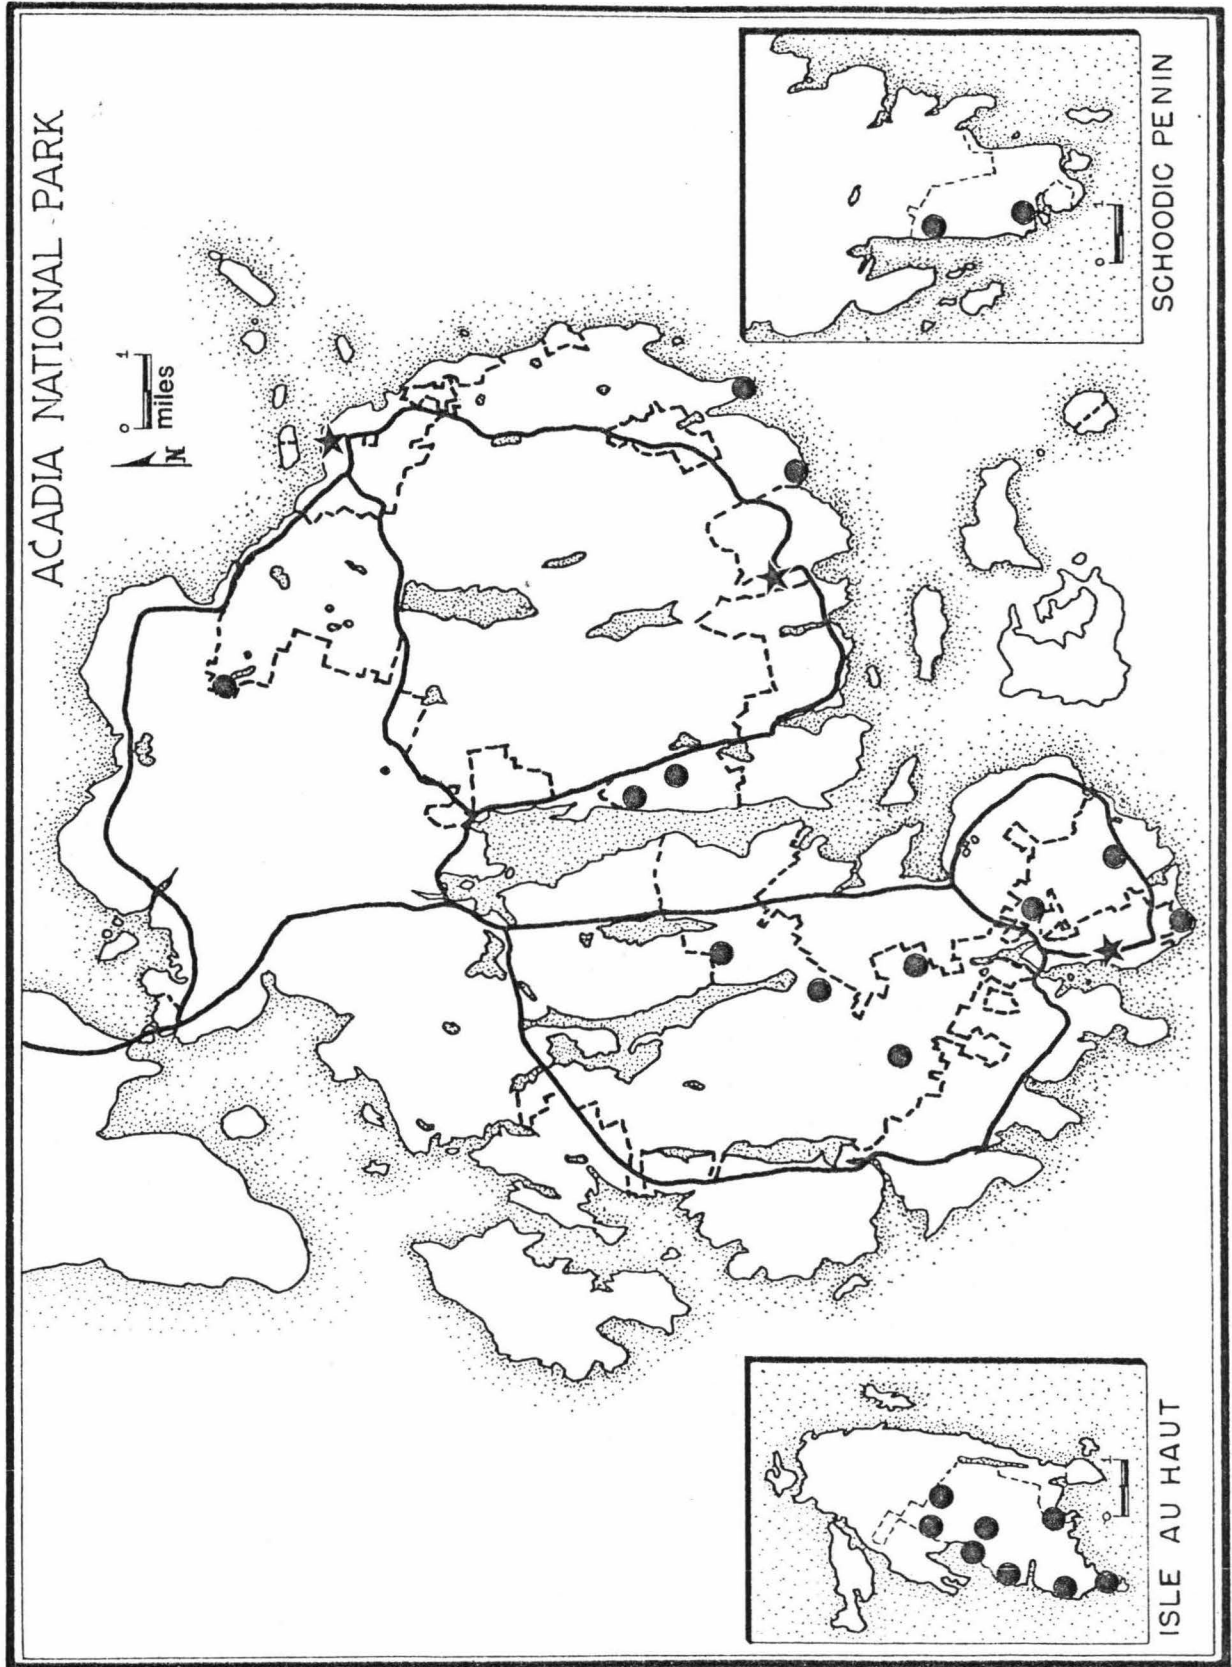 ACADIA NATIONAL PARK
N
0 1
miles
ISLE AU HAUT
0 1
SCHOODIC PENIN
0 1